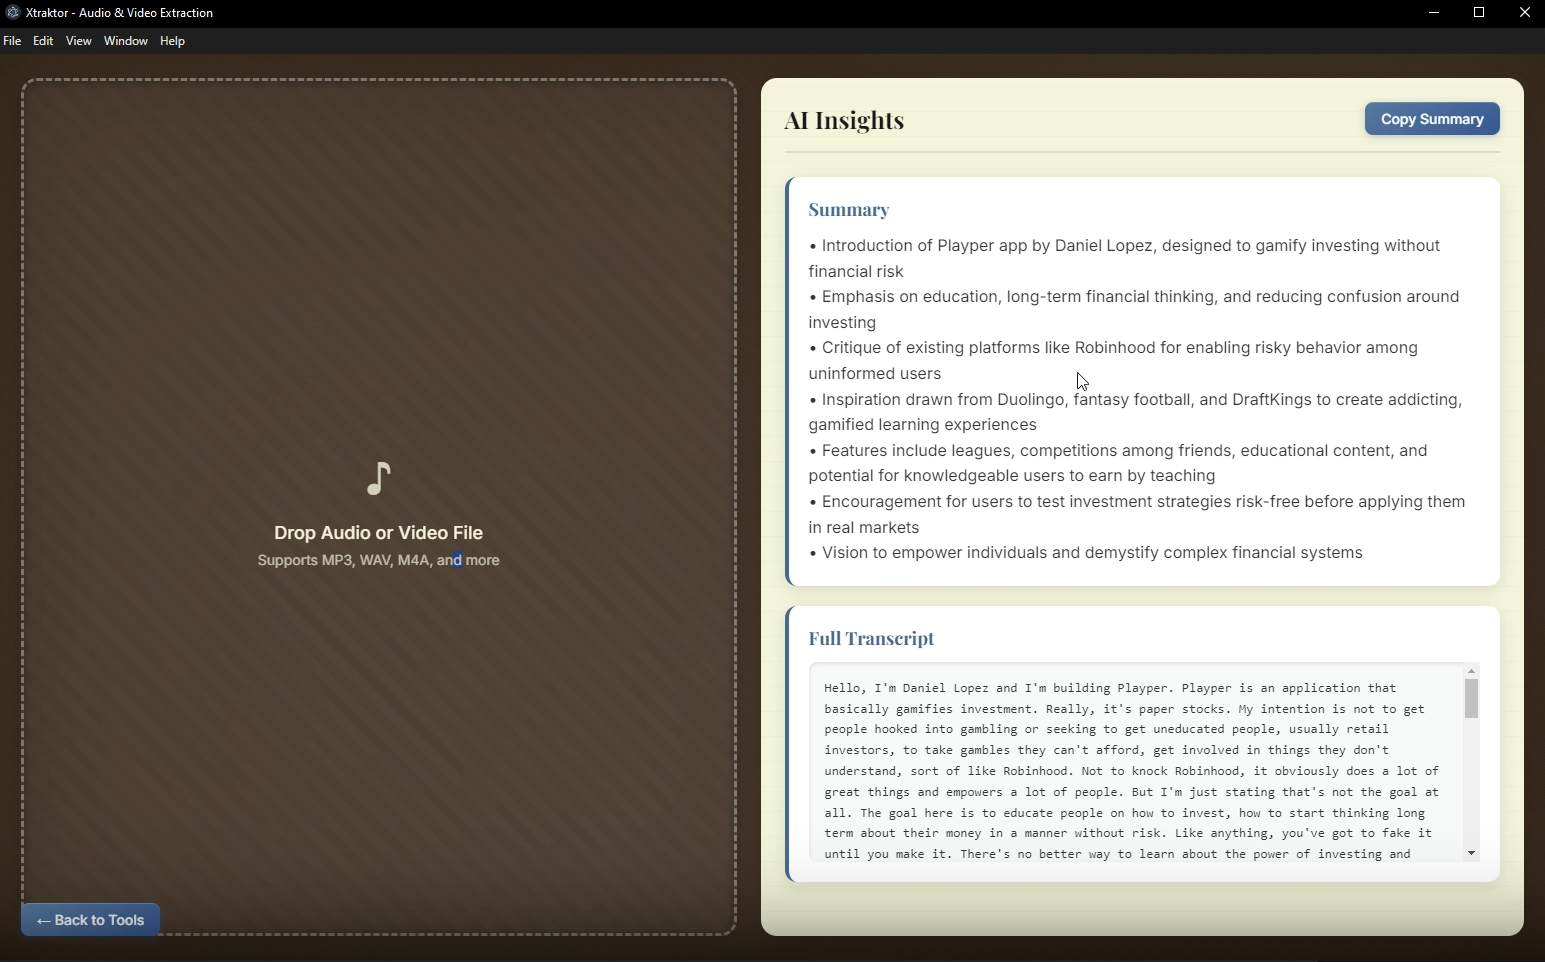 Xtraktor - Audio & Video Extraction
File Edit View Window Help
Drop Audio or Video File
Supports MP3, WAV, M4A, and more
← Back to Tools
AI Insights
Copy Summary
Summary
• Introduction of Playper app by Daniel Lopez, designed to gamify investing without
financial risk
• Emphasis on education, long-term financial thinking, and reducing confusion around
investing
• Critique of existing platforms like Robinhood for enabling risky behavior among
uninformed users
• Inspiration drawn from Duolingo, fantasy football, and DraftKings to create addicting,
gamified learning experiences
• Features include leagues, competitions among friends, educational content, and
potential for knowledgeable users to earn by teaching
• Encouragement for users to test investment strategies risk-free before applying them
in real markets
• Vision to empower individuals and demystify complex financial systems
Full Transcript
Hello, I'm Daniel Lopez and I'm building Playper. Playper is an application that
basically gamifies investment. Really, it's paper stocks. My intention is not to get
people hooked into gambling or seeking to get uneducated people, usually retail
investors, to take gambles they can't afford, get involved in things they don't
understand, sort of like Robinhood. Not to knock Robinhood, it obviously does a lot of
great things and empowers a lot of people. But I'm just stating that's not the goal at
all. The goal here is to educate people on how to invest, how to start thinking long
term about their money in a manner without risk. Like anything, you've got to fake it
until you make it. There's no better way to learn about the power of investing and